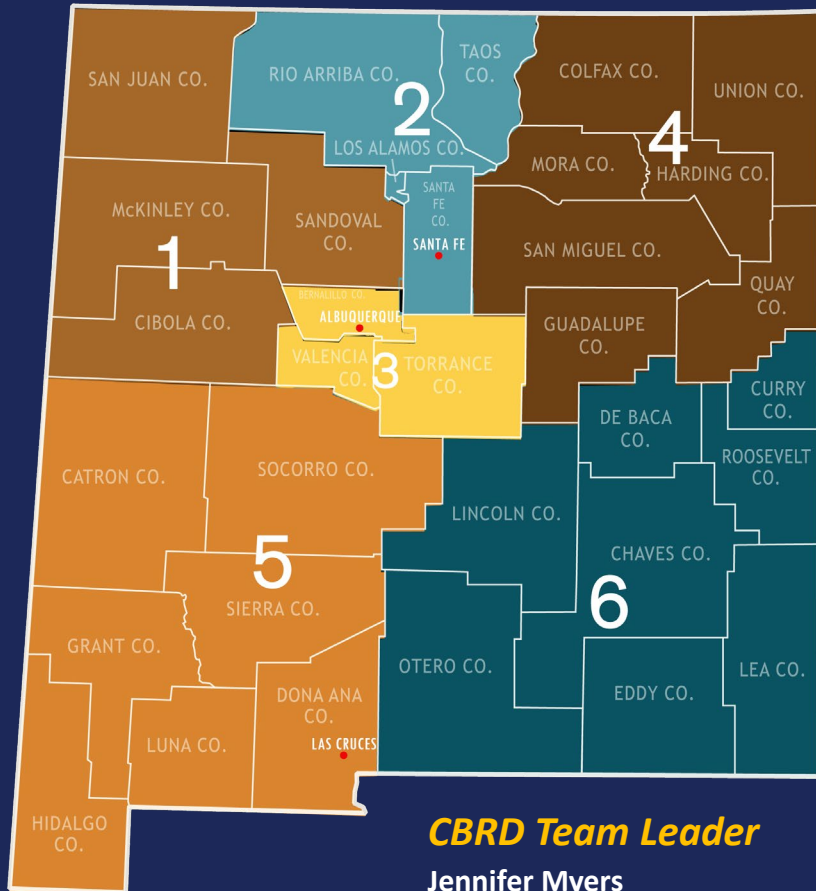 SAN JUAN CO.
RIO ARRIBA CO.
TAOS
CO.
COLFAX CO.
UNION CO.
2
4
LOS ALAMOS CO.
MORA CO.
HARDING CO.
McKINLEY CO.
SANDOVAL
CO.
SANTA
FE
CO.
SANTA FE
SAN MIGUEL CO.
1
QUAY
CO.
CIBOLA CO.
BERNALILLO CO.
ALBUQUERQUE
GUADALUPE
CO.
VALENCIA
CO.
3
TORRANCE
CO.
CURRY
CO.
DE BACA
CO.
ROOSEVELT
CO.
CATRON CO.
SOCORRO CO.
LINCOLN CO.
CHAVES CO.
5
6
SIERRA CO.
GRANT CO.
OTERO CO.
LEA CO.
DONA ANA
CO.
EDDY CO.
LUNA CO.
LAS CRUCES
HIDALGO
CO.
CBRD Team Leader
Jennifer Myers